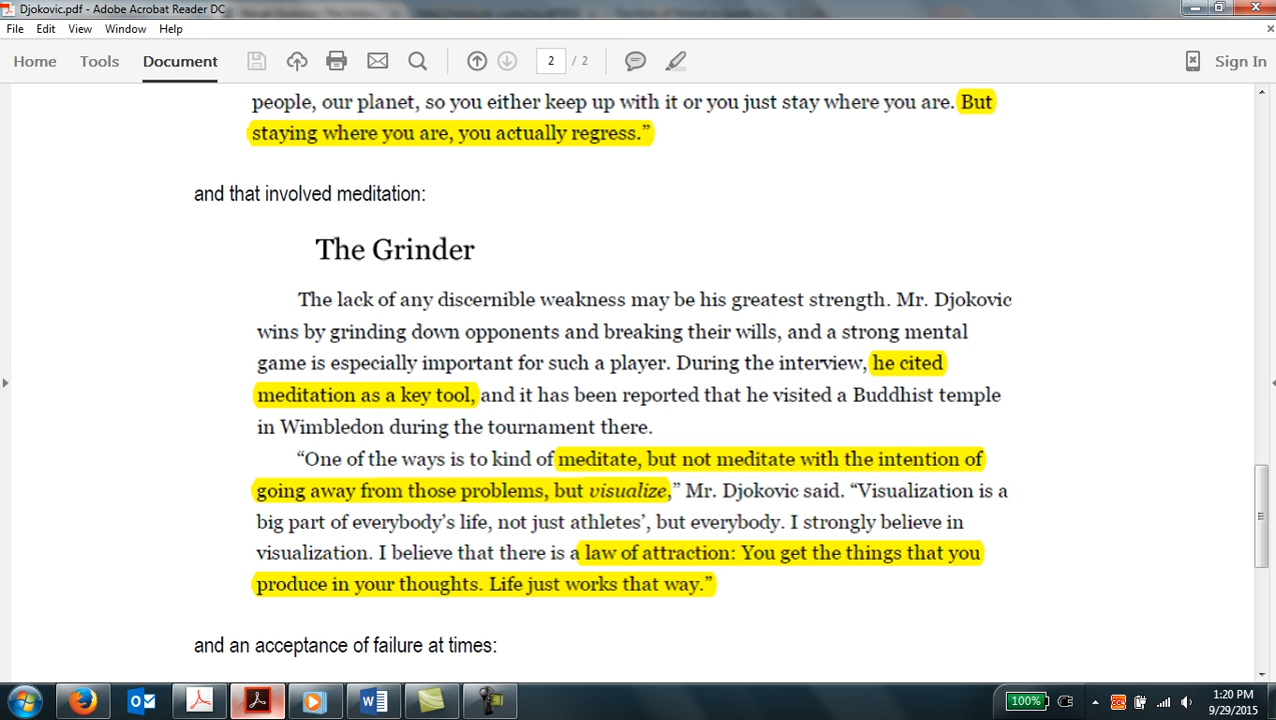 Djokovic.pdf - Adobe Acrobat Reader DC
File Edit View Window Help
Home Tools Document 2 / 2 Sign In
people, our planet, so you either keep up with it or you just stay where you are. But
staying where you are, you actually regress.”
and that involved meditation:
The Grinder
The lack of any discernible weakness may be his greatest strength. Mr. Djokovic
wins by grinding down opponents and breaking their wills, and a strong mental
game is especially important for such a player. During the interview, he cited
meditation as a key tool, and it has been reported that he visited a Buddhist temple
in Wimbledon during the tournament there.
“One of the ways is to kind of meditate, but not meditate with the intention of
going away from those problems, but visualize,” Mr. Djokovic said. “Visualization is a
big part of everybody’s life, not just athletes’, but everybody. I strongly believe in
visualization. I believe that there is a law of attraction: You get the things that you
produce in your thoughts. Life just works that way.”
and an acceptance of failure at times:
100% 1:20 PM
9/29/2015